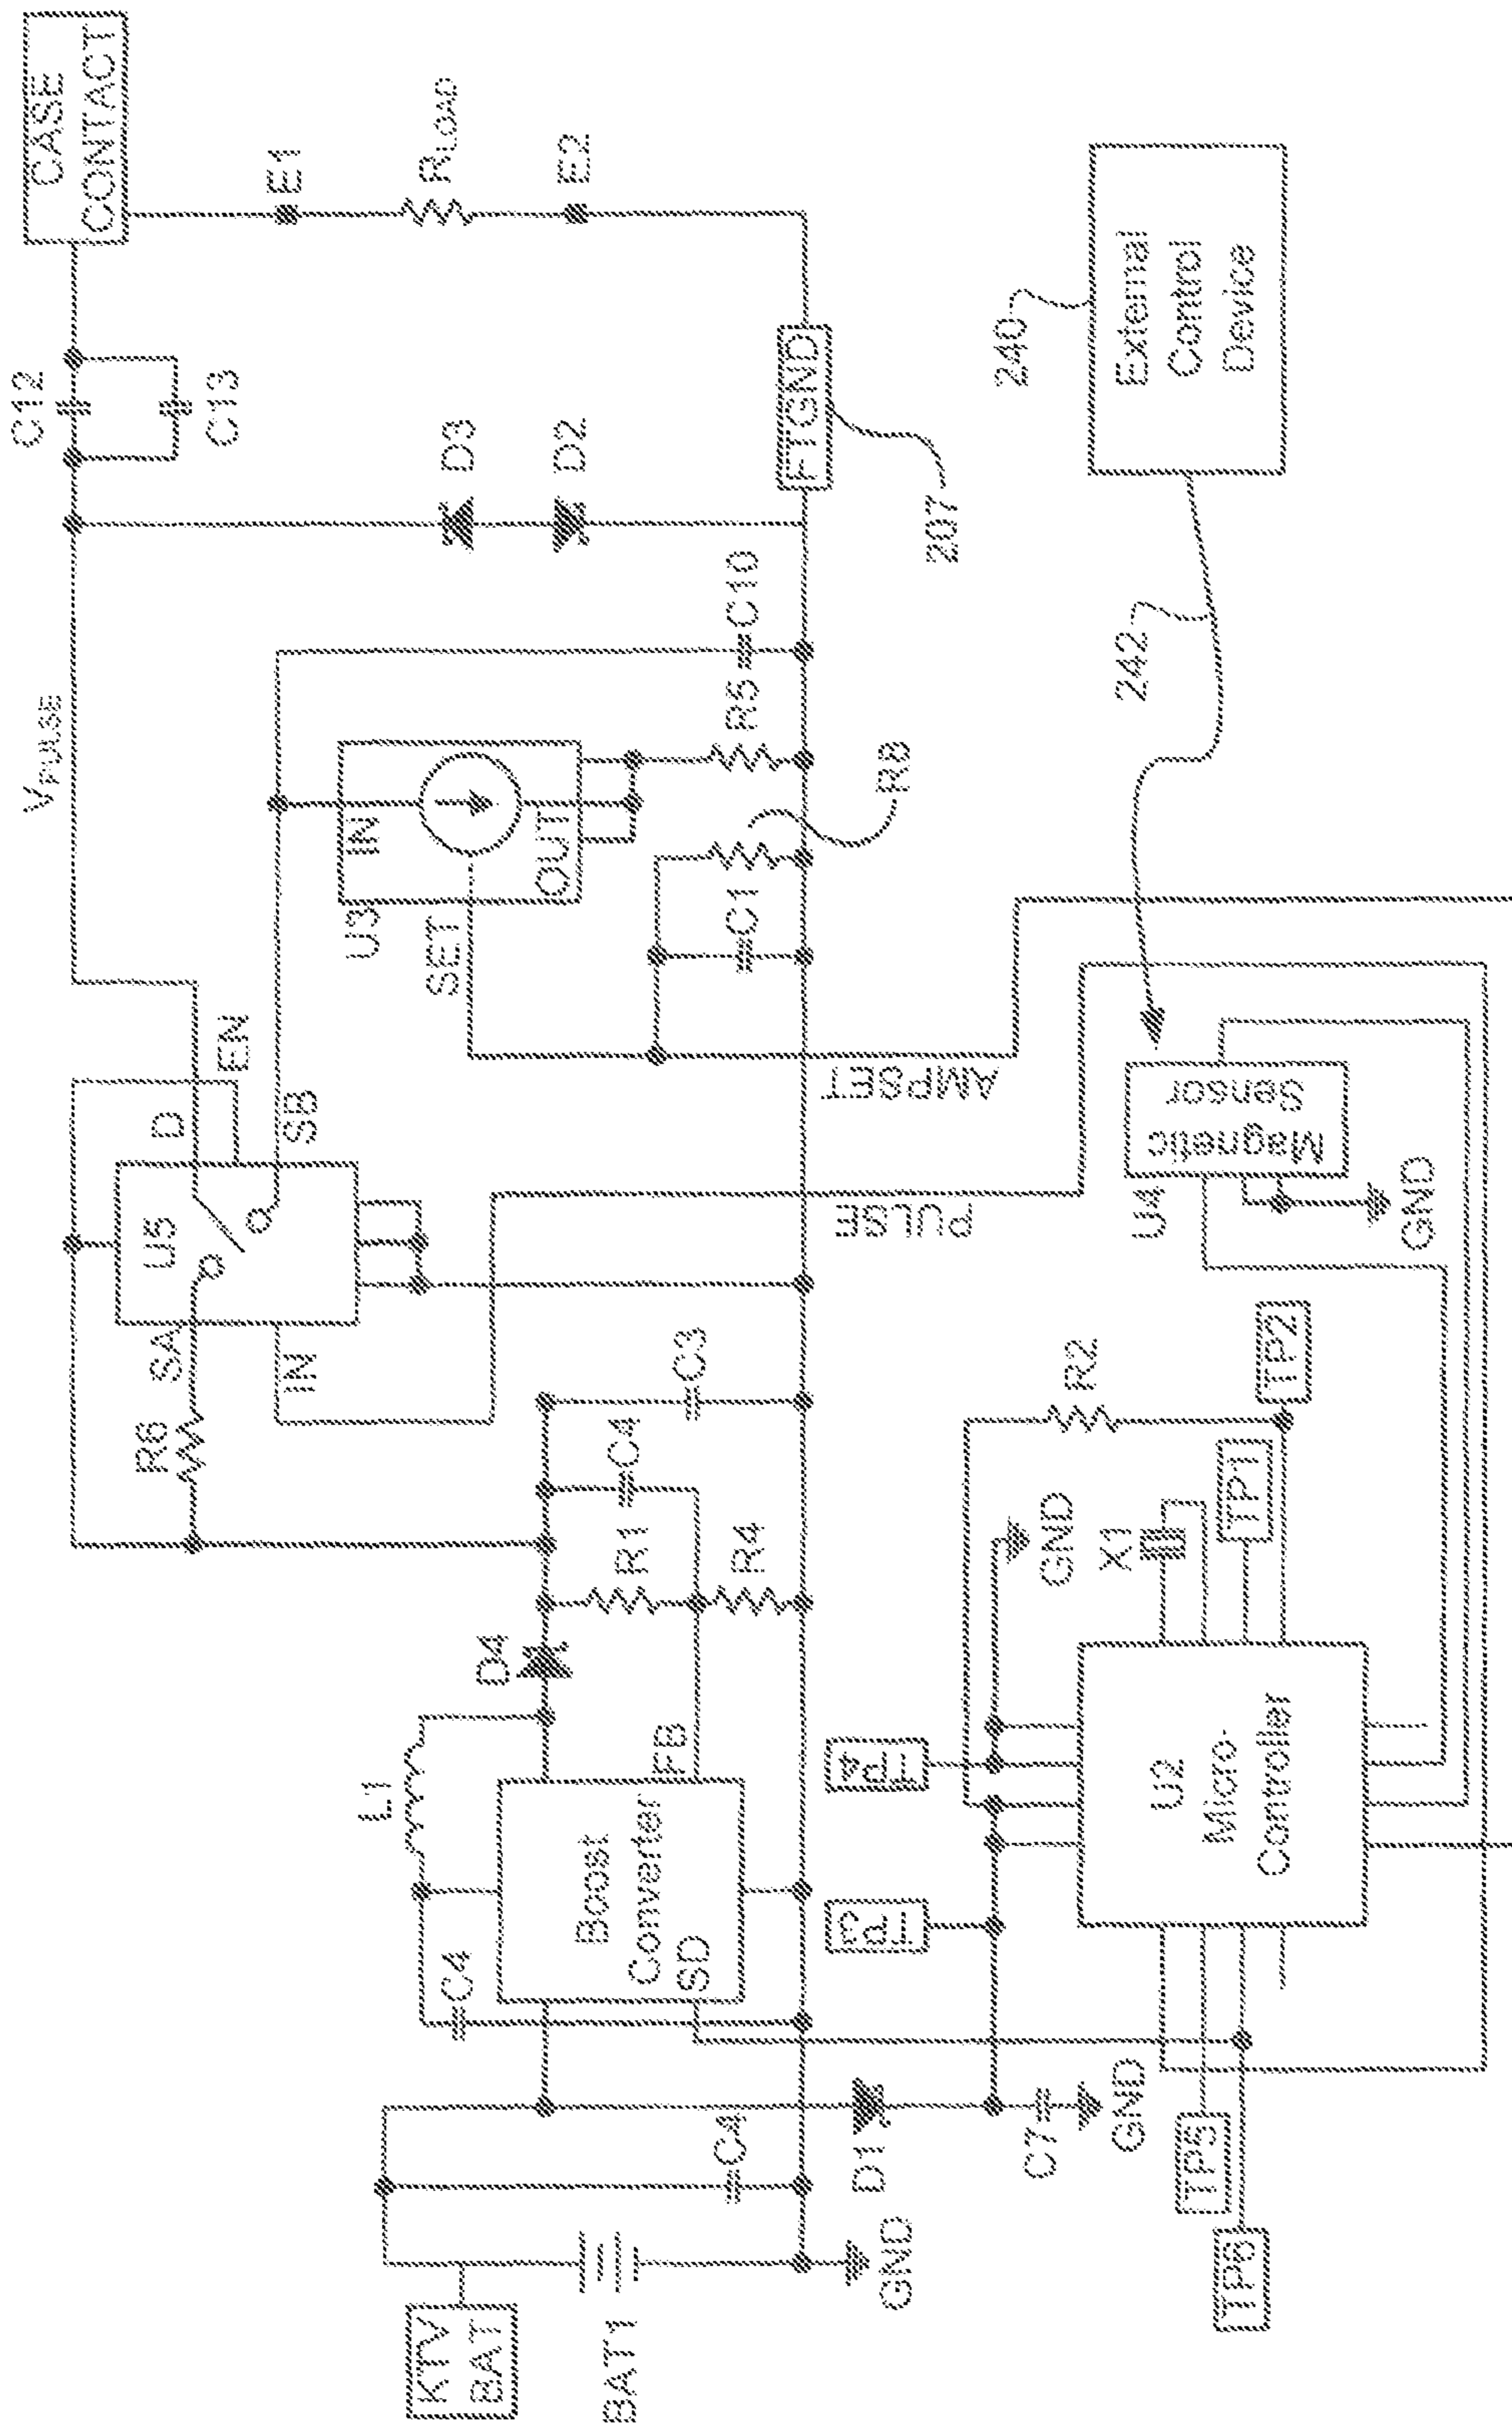 CASE
CONTACT
C12
C13
V_PULSE
E1
R_LOAD
E2
D3
D2
FTGND
207
C10
R5
R8
C1
U3
IN
OUT
SET
AMPSET
EN
D
SB
U5
SA
IN
R6
PULSE
C3
C4
R1
R4
D4
FB
L1
Boost
Converter
SD
C4
C4
KTV
BAT
BAT1
GND
D1
C7
GND
TP3
TP4
GND
R2
X1
TP1
TP2
U2
Micro-
Controller
TP5
TP6
U4
Magnetic
Sensor
GND
242
240
External
Control
Device